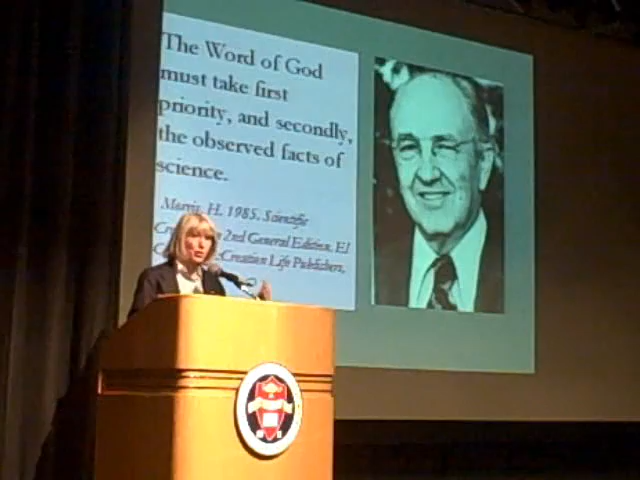 The Word of God
must take first
priority, and secondly,
the observed facts of
science.
Morris, H. 1985. Scientific
2nd General Edition. El
-Creation Life Publishers,